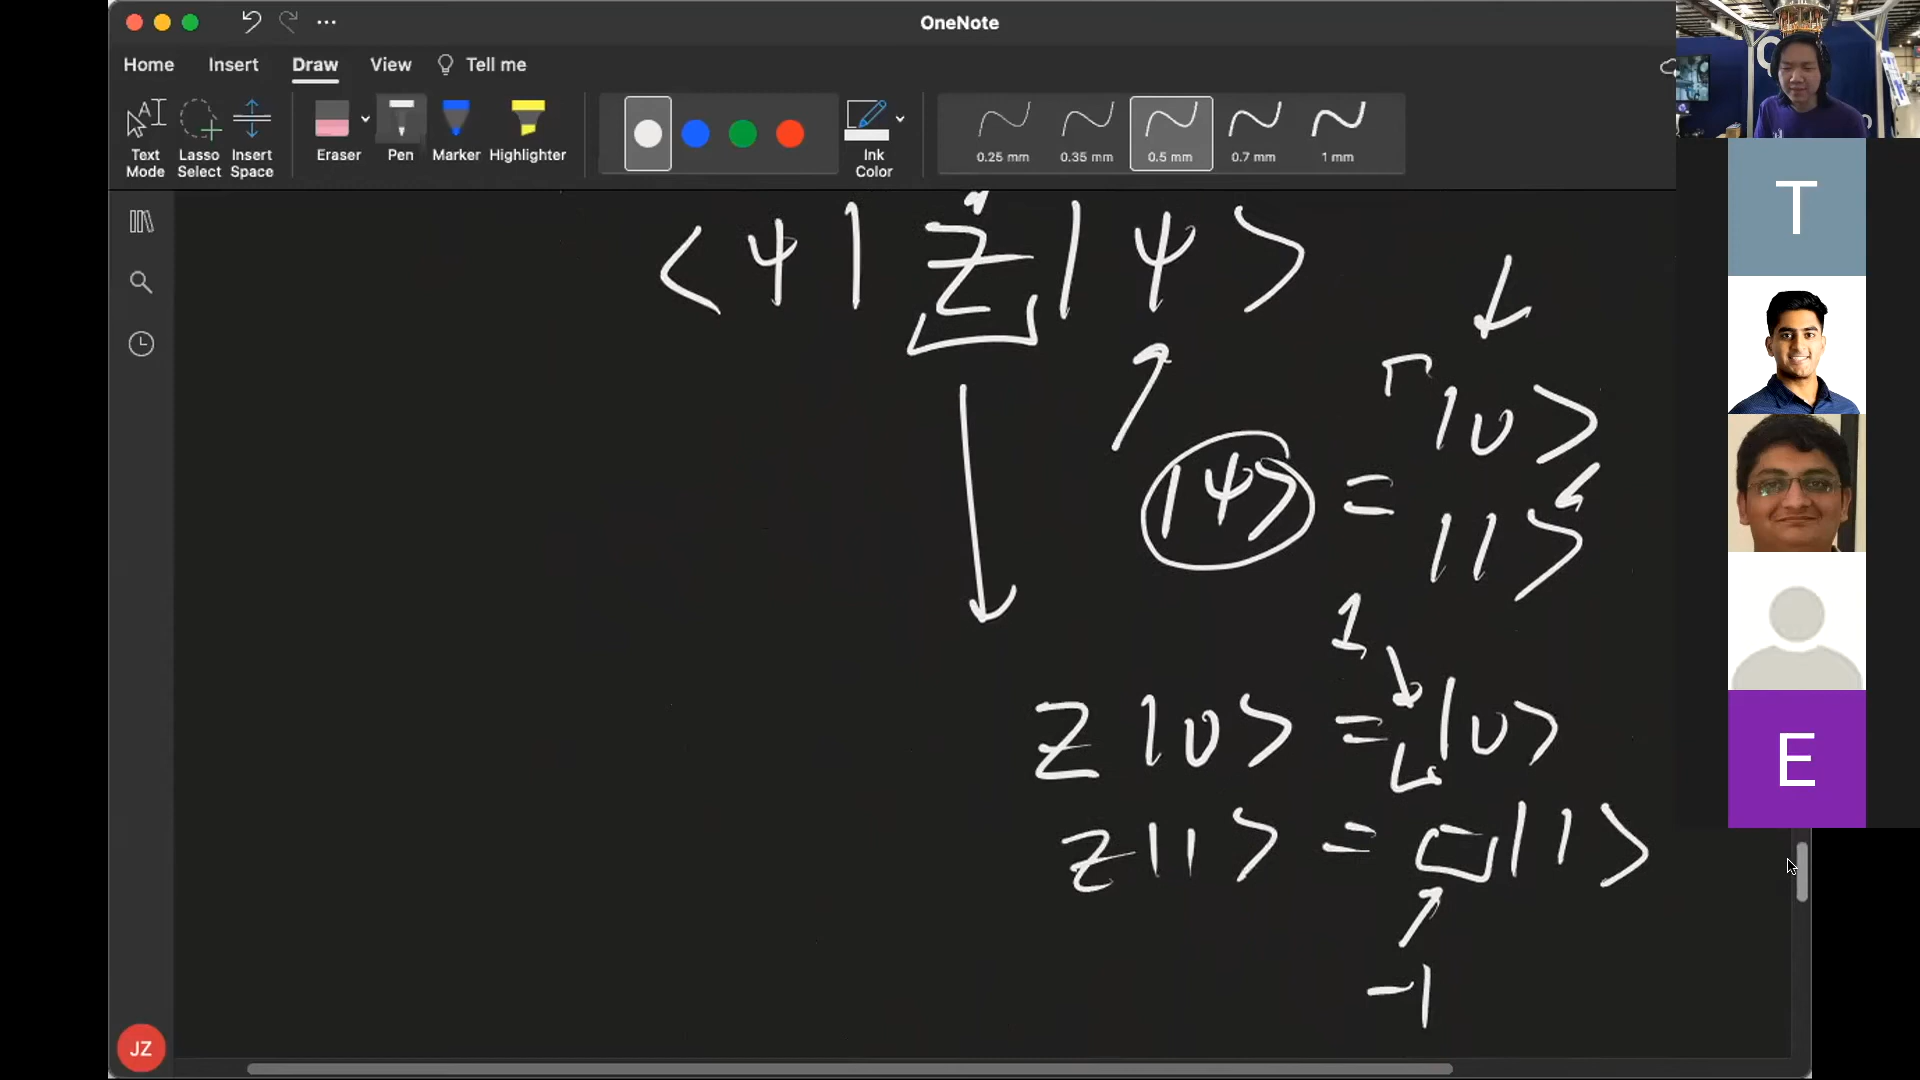 OneNote
Home Insert Draw View Tell me
Text Mode
Lasso Select
Insert Space
Eraser
Pen
Marker
Highlighter
Ink Color
0.25 mm
0.35 mm
0.5 mm
0.7 mm
1 mm
<ψ|Z|ψ>
|0>
|ψ> =
|1>
1
Z|0> = |0>
Z|1> = |1>
-1
JZ
T
E